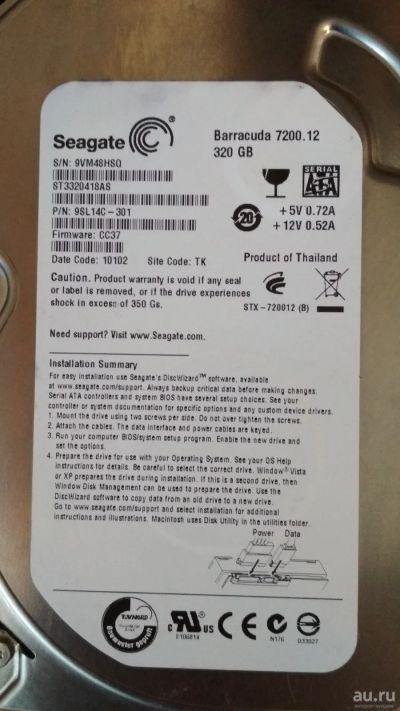 Seagate ®
Barracuda 7200.12
320 GB
S/N: 9VM48HSQ
ST3320418AS
P/N: 9SL14C-301
Firmware: CC37
Date Code: 10102 Site Code: TK
SERIAL
ATA
20
+5V 0.72A
+12V 0.52A
Product of Thailand
Caution. Product warranty is void if any seal
or label is removed, or if the drive experiences
shock in excess of 350 Gs.
STX-720012 (B)
Need support? Visit www.Seagate.com.
Installation Summary
For easy installation use Seagate's DiscWizard™ software, available
at www.seagate.com/support. Always backup critical data before making changes.
Serial ATA controllers and system BIOS have several setup choices. See your
controller or system documentation for specific options and any custom device drivers.
1. Mount the drive using two screws per side. Do not over tighten the screws.
2. Attach the cables. The data interface and power cables are keyed.
3. Run your computer BIOS/system setup program. Enable the new drive and
set the options.
4. Prepare the drive for use with your Operating System. See your OS Help
instructions for details. Be careful to select the correct drive. Window® Vista
or XP prepares the drive during installation. If this is a second drive, then
Window Disk Management can be used to prepare the drive. Use the
DiscWizard software to copy data from an old drive to a new drive.
Go to www.seagate.com/support and select installation for additional
instructions and illustrations. Macintosh uses Disk Utility in the utilities folder.
Power Data
TÜV NORD
geprüft
c RU us
E106814
CE
N176
D33027
au.ru